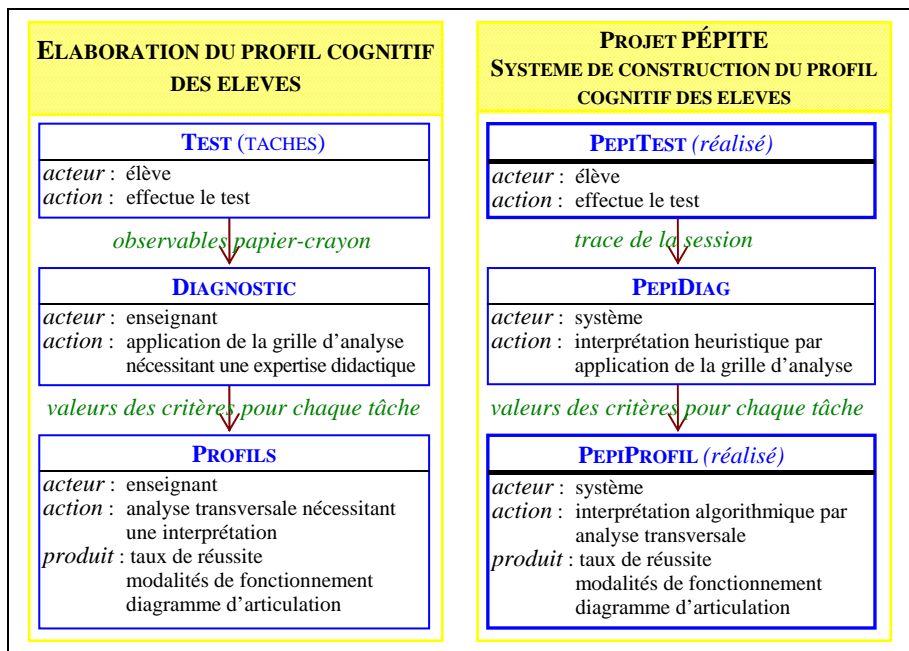 ELABORATION DU PROFIL COGNITIF
DES ELEVES
TEST (TACHES)
acteur : élève
action : effectue le test
observables papier-crayon
DIAGNOSTIC
acteur : enseignant
action : application de la grille d'analyse
nécessitant une expertise didactique
valeurs des critères pour chaque tâche
PROFILS
acteur : enseignant
action : analyse transversale nécessitant
une interprétation
produit : taux de réussite
modalités de fonctionnement
diagramme d'articulation
PROJET PÉPITE
SYSTEME DE CONSTRUCTION DU PROFIL
COGNITIF DES ELEVES
PEPITEST (réalisé)
acteur : élève
action : effectue le test
trace de la session
PEPIDIAG
acteur : système
action : interprétation heuristique par
application de la grille d'analyse
valeurs des critères pour chaque tâche
PEPIPROFIL (réalisé)
acteur : système
action : interprétation algorithmique par
analyse transversale
produit : taux de réussite
modalités de fonctionnement
diagramme d'articulation